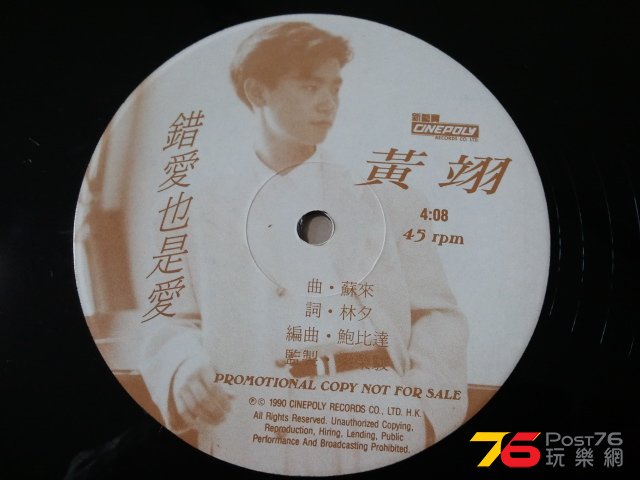 錯愛也是愛
新藝寶
CINEPOLY
RECORDS CO. LTD.
黃翊
4:08
45 rpm
曲・蘇來
詞・林夕
編曲・鮑比達
監製
PROMOTIONAL COPY NOT FOR SALE
℗© 1990 CINEPOLY RECORDS CO., LTD. H.K.
All Rights Reserved. Unauthorized Copying,
Reproduction, Hiring, Lending, Public
Performance And Broadcasting Prohibited.
76 POST76
玩樂網